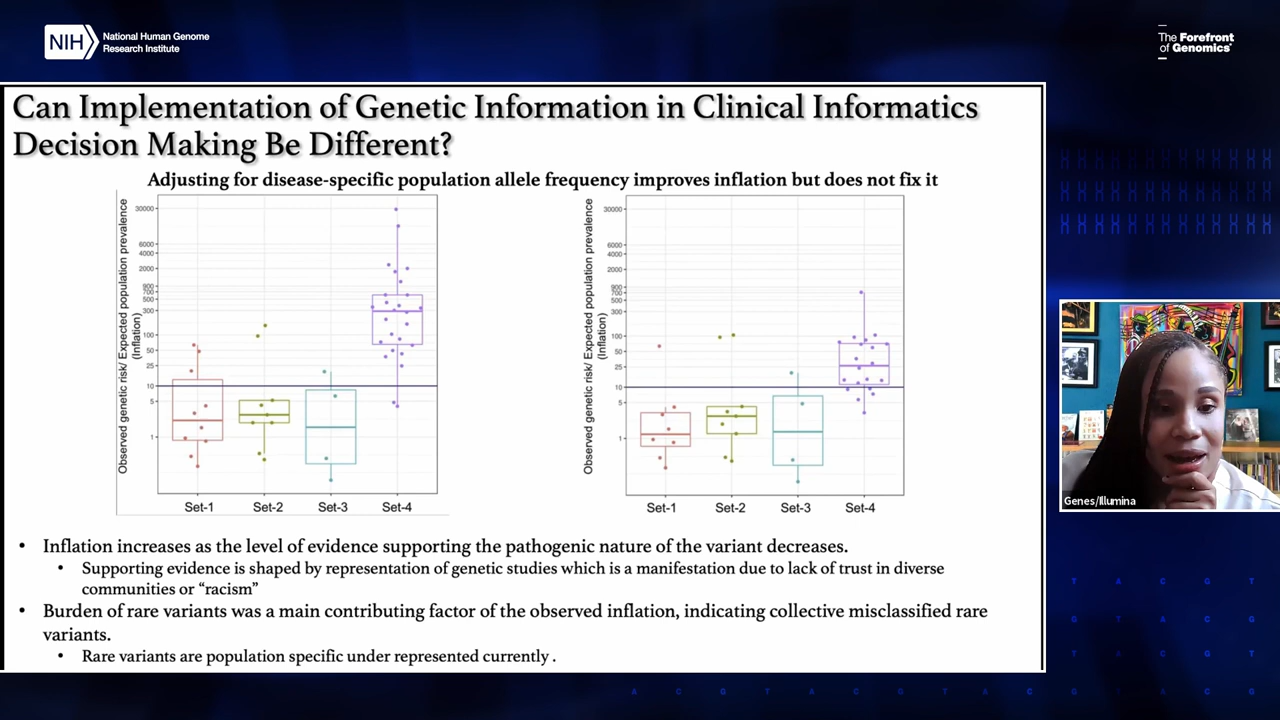 NIH National Human Genome
Research Institute
The Forefront
of Genomics®
Can Implementation of Genetic Information in Clinical Informatics
Decision Making Be Different?
Adjusting for disease-specific population allele frequency improves inflation but does not fix it
Observed genetic risk/ Expected population prevalence
(Inflation)
30000
6000
4000
2000
900
700
500
300
100
50
25
10
5
1
Set-1 Set-2 Set-3 Set-4
Observed genetic risk/ Expected population prevalence
(Inflation)
30000
6000
4000
2000
900
700
500
300
100
50
25
10
5
1
Set-1 Set-2 Set-3 Set-4
• Inflation increases as the level of evidence supporting the pathogenic nature of the variant decreases.
• Supporting evidence is shaped by representation of genetic studies which is a manifestation due to lack of trust in diverse
communities or “racism”
• Burden of rare variants was a main contributing factor of the observed inflation, indicating collective misclassified rare
variants.
• Rare variants are population specific under represented currently .
Genes/Illumina
T A C G T
G T A C G
C G T A C
A C G T A C G T A C G T A C G